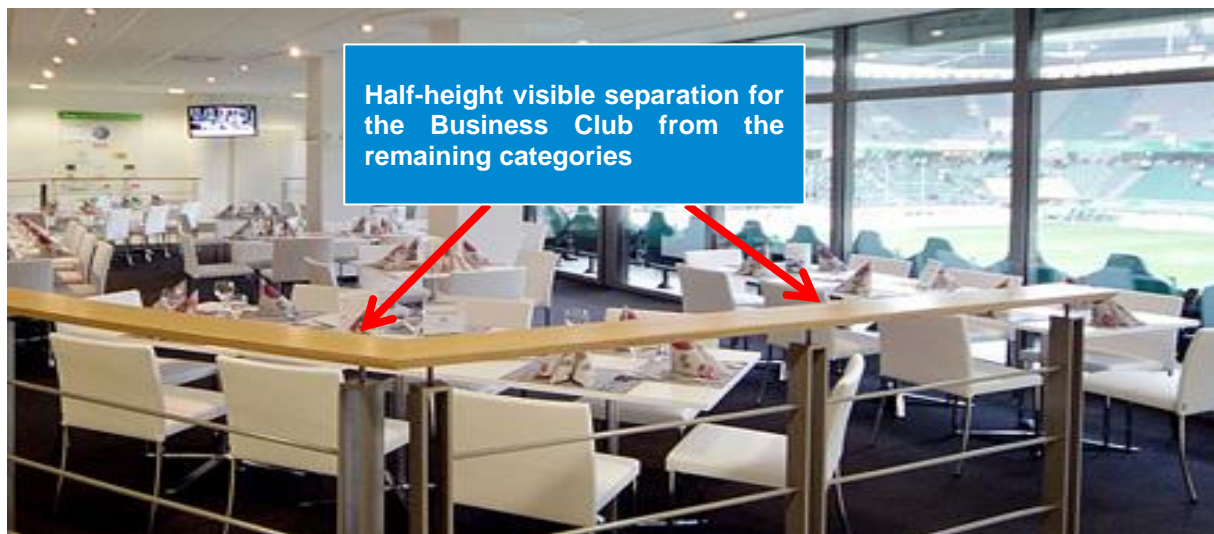 Half-height visible separation for
the Business Club from the
remaining categories